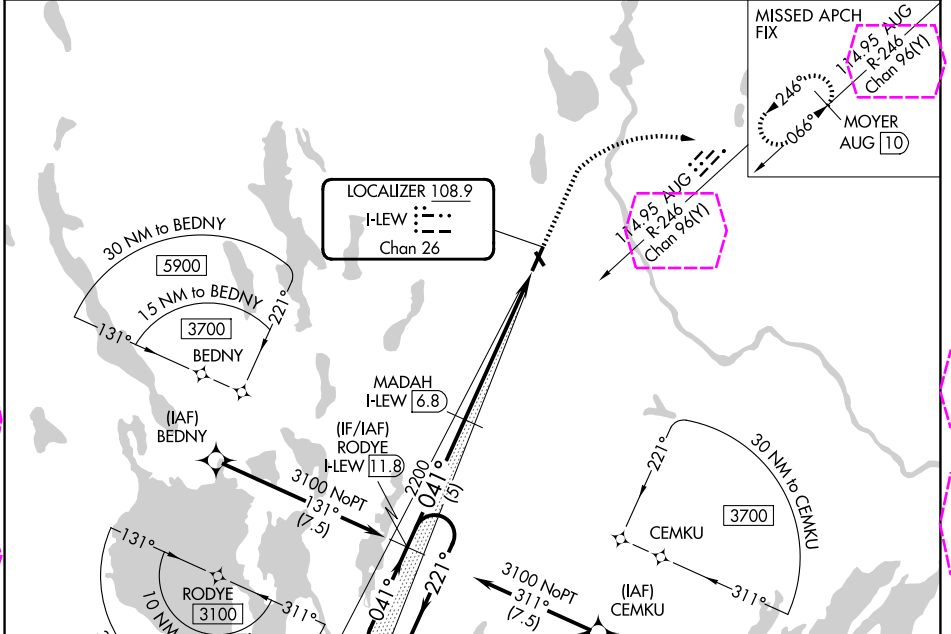 MISSED APCH
FIX
114.95 AUG
R-246
Chan 96(Y)
246°
066°
MOYER
AUG 10
LOCALIZER 108.9
I-LEW
Chan 26
114.95 AUG
R-246
Chan 96(Y)
30 NM to BEDNY
5900
15 NM to BEDNY
3700
221°
131°
BEDNY
MADAH
I-LEW 6.8
(IAF)
BEDNY
(IF/IAF)
RODYE
I-LEW 11.8
3100 NoPT
131°
(7.5)
2200
041°
(5)
30 NM to CEMKU
221°
3700
CEMKU
311°
131°
RODYE
3100
311°
10 NM
041°
221°
3100 NoPT
311°
(7.5)
(IAF)
CEMKU